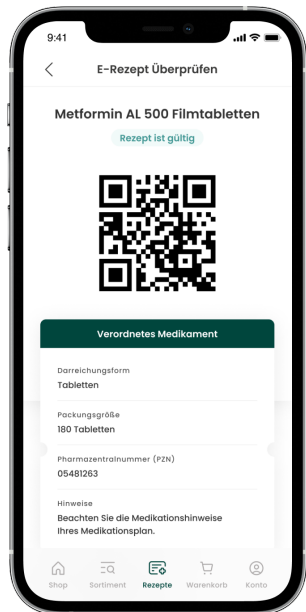 9:41
E-Rezept Überprüfen
Metformin AL 500 Filmtabletten
Rezept ist gültig
Verordnetes Medikament
Darreichungsform
Tabletten
Packungsgröße
180 Tabletten
Pharmazentralnummer (PZN)
05481263
Hinweise
Beachten Sie die Medikationshinweise
Ihres Medikationsplan.
Shop Sortiment Rezepte Warenkorb Konto